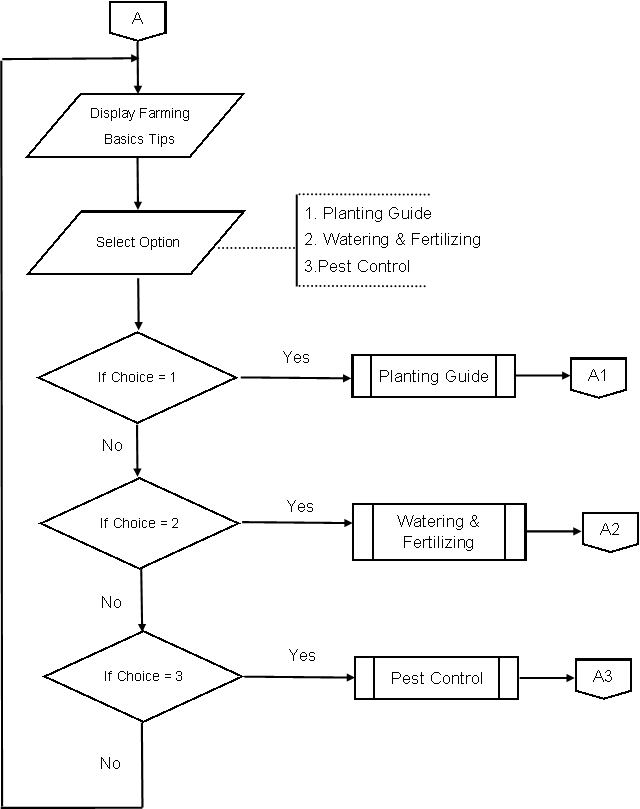 A
Display Farming
Basics Tips
Select Option
1. Planting Guide
2. Watering & Fertilizing
3.Pest Control
If Choice = 1
Yes
Planting Guide
A1
No
If Choice = 2
Yes
Watering &
Fertilizing
A2
No
If Choice = 3
Yes
Pest Control
A3
No